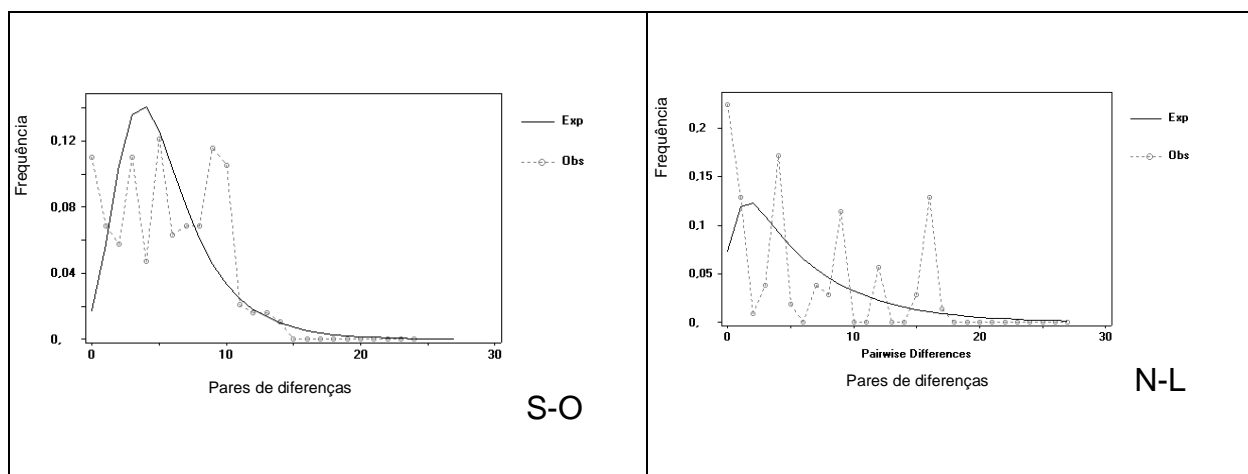 Frequência
0,12
0,08
0,04
0,
0
10
20
30
Exp
Obs
Pares de diferenças
S-O
Frequência
0,2
0,15
0,1
0,05
0,
0
10
20
30
Pairwise Differences
Exp
Obs
Pares de diferenças
N-L